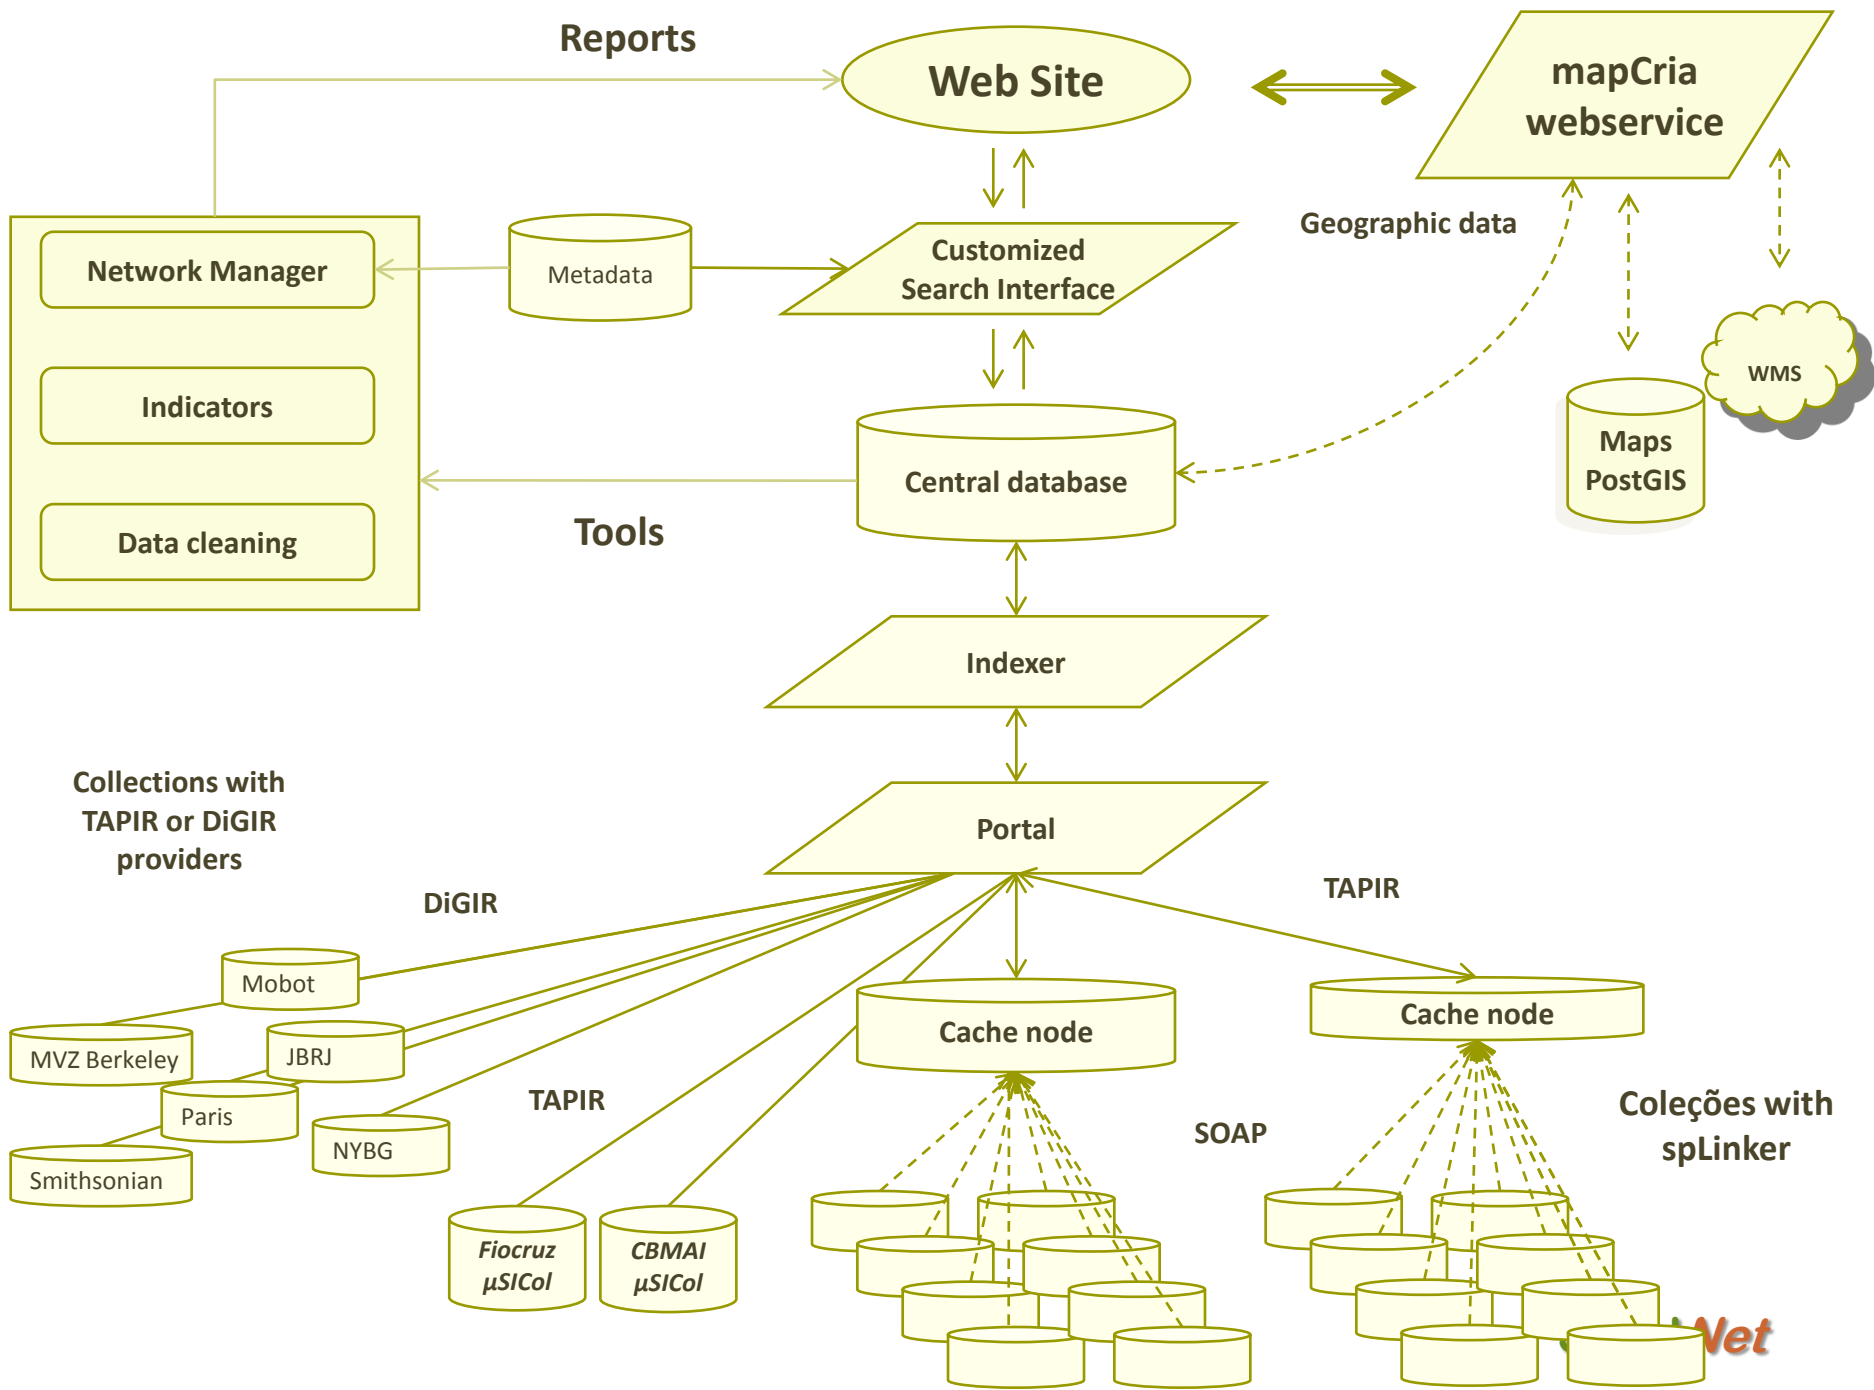 Reports
Web Site
mapCria
webservice
Geographic data
Network Manager
Metadata
Customized
Search Interface
WMS
Indicators
Maps
PostGIS
Central database
Data cleaning
Tools
Indexer
Collections with
TAPIR or DiGIR
providers
Portal
DiGIR
TAPIR
Mobot
Cache node
Cache node
MVZ Berkeley
JBRJ
Paris
TAPIR
NYBG
Smithsonian
SOAP
Coleções with
spLinker
Fiocruz
µSICol
CBMAI
µSICol
Net